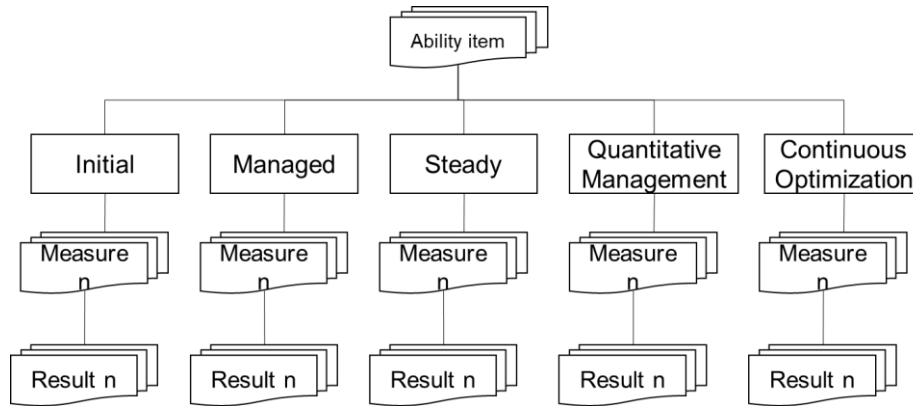 Ability item
Initial
Managed
Steady
Quantitative
Management
Continuous
Optimization
Measure
n
Measure
n
Measure
n
Measure
n
Measure
n
Result n
Result n
Result n
Result n
Result n